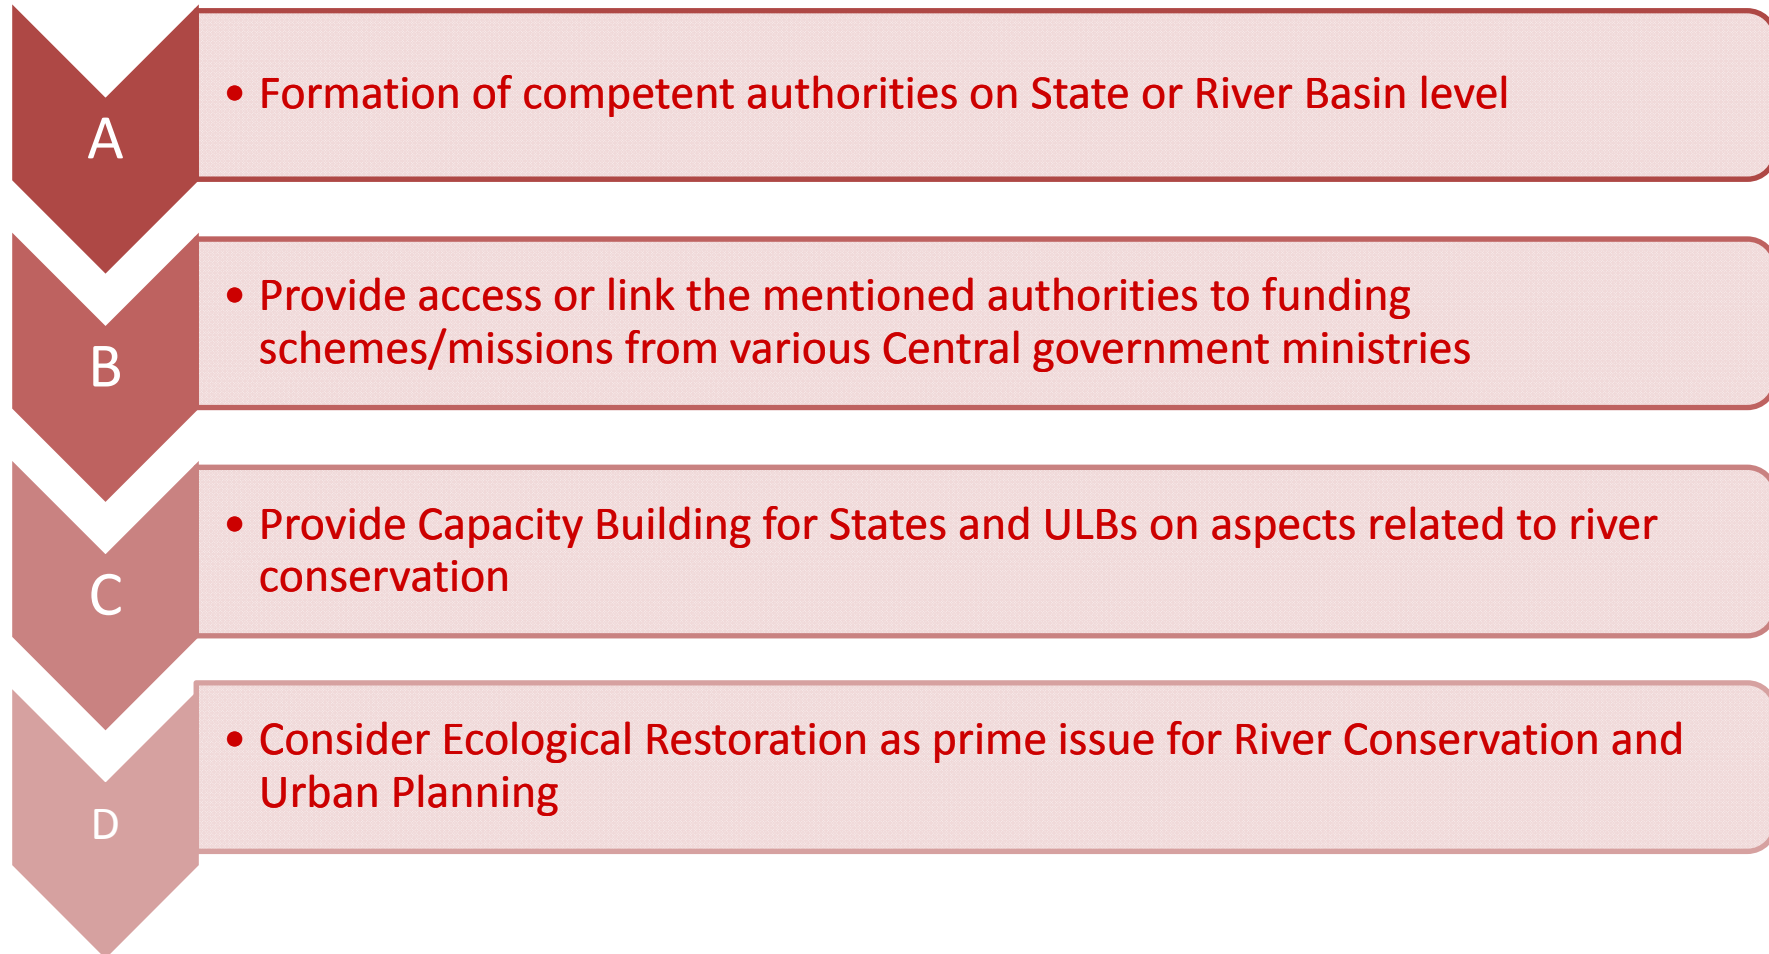 A
• Formation of competent authorities on State or River Basin level
B
• Provide access or link the mentioned authorities to funding
schemes/missions from various Central government ministries
C
• Provide Capacity Building for States and ULBs on aspects related to river
conservation
D
• Consider Ecological Restoration as prime issue for River Conservation and
Urban Planning